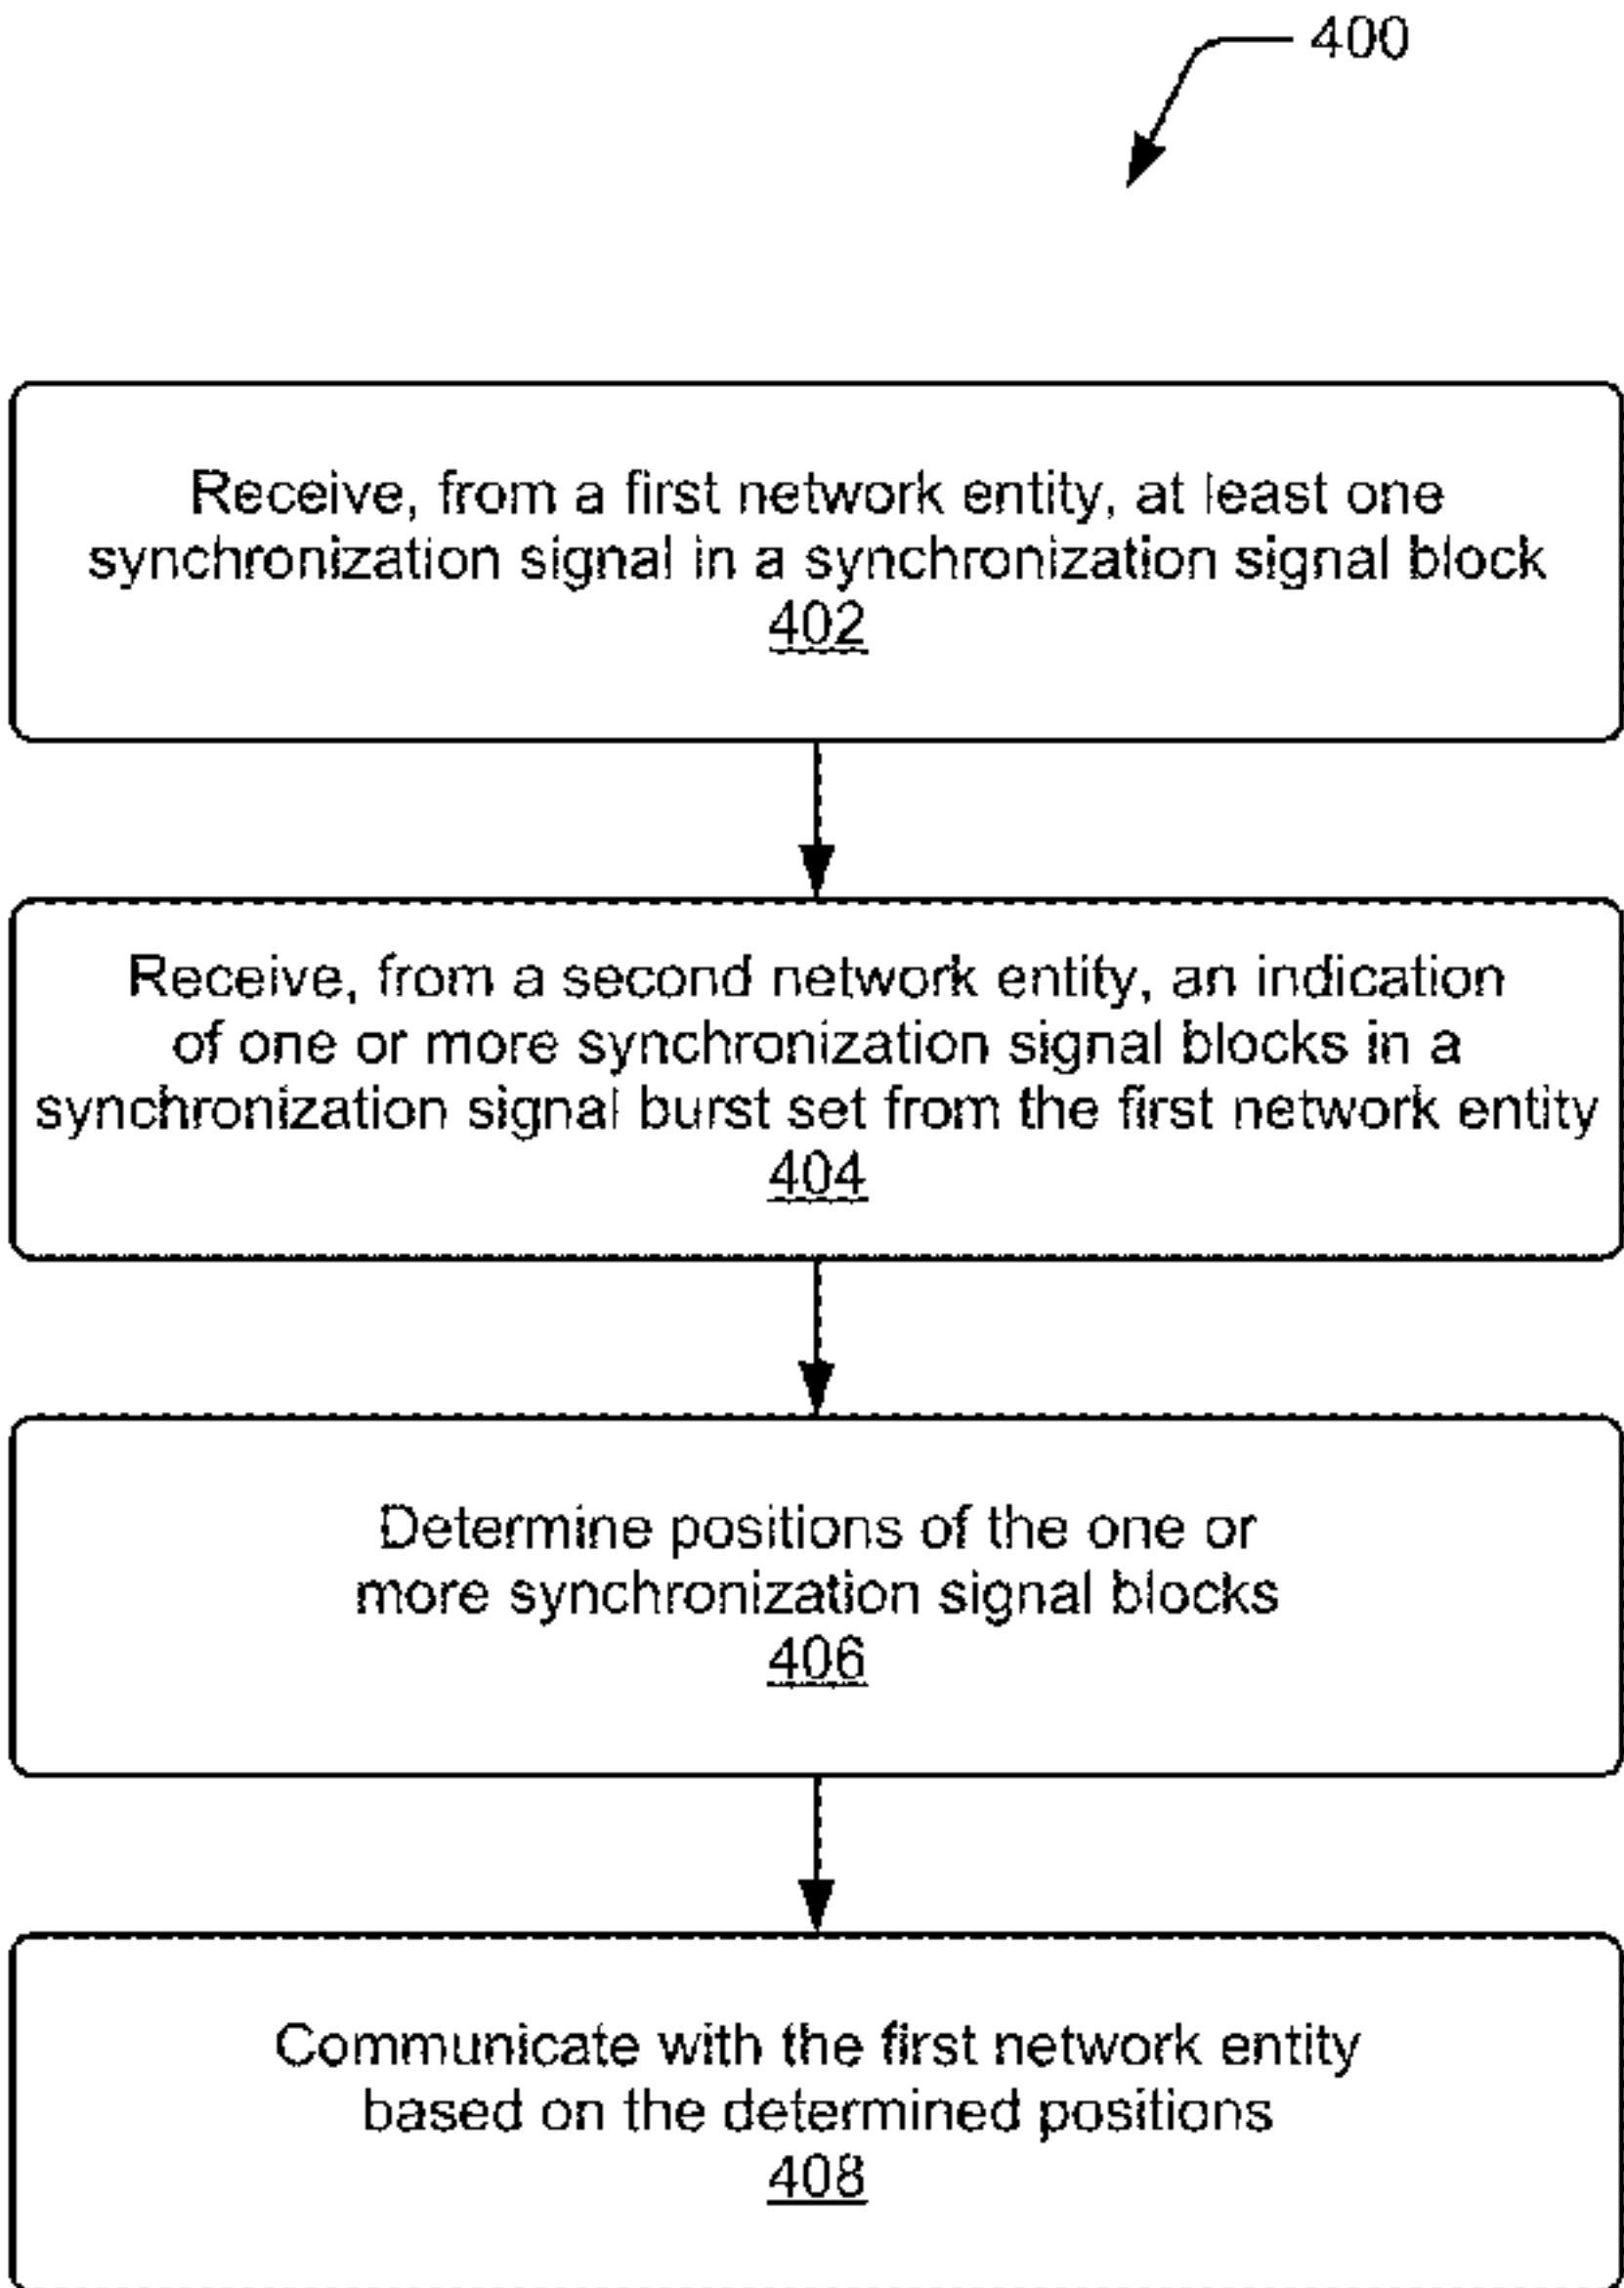 400
Receive, from a first network entity, at least one
synchronization signal in a synchronization signal block
402
Receive, from a second network entity, an indication
of one or more synchronization signal blocks in a
synchronization signal burst set from the first network entity
404
Determine positions of the one or
more synchronization signal blocks
406
Communicate with the first network entity
based on the determined positions
408